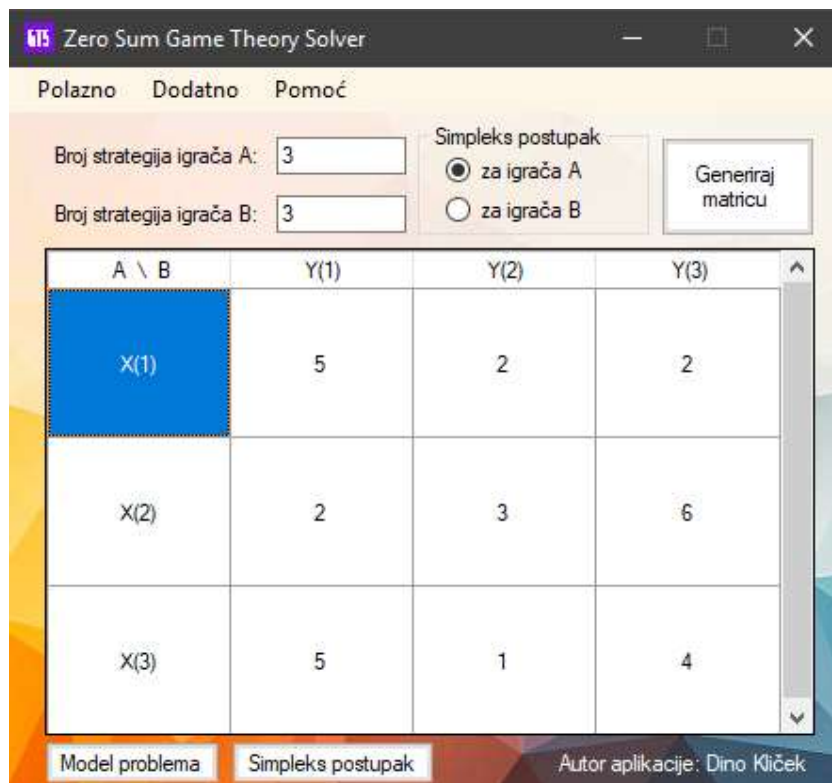 GTS Zero Sum Game Theory Solver
Polazno Dodatno Pomoć
Broj strategija igrača A: 3
Broj strategija igrača B: 3
Simpleks postupak
za igrača A
za igrača B
Generiraj
matricu
A \ B Y(1) Y(2) Y(3)
X(1) 5 2 2
X(2) 2 3 6
X(3) 5 1 4
Model problema Simpleks postupak Autor aplikacije: Dino Kliček